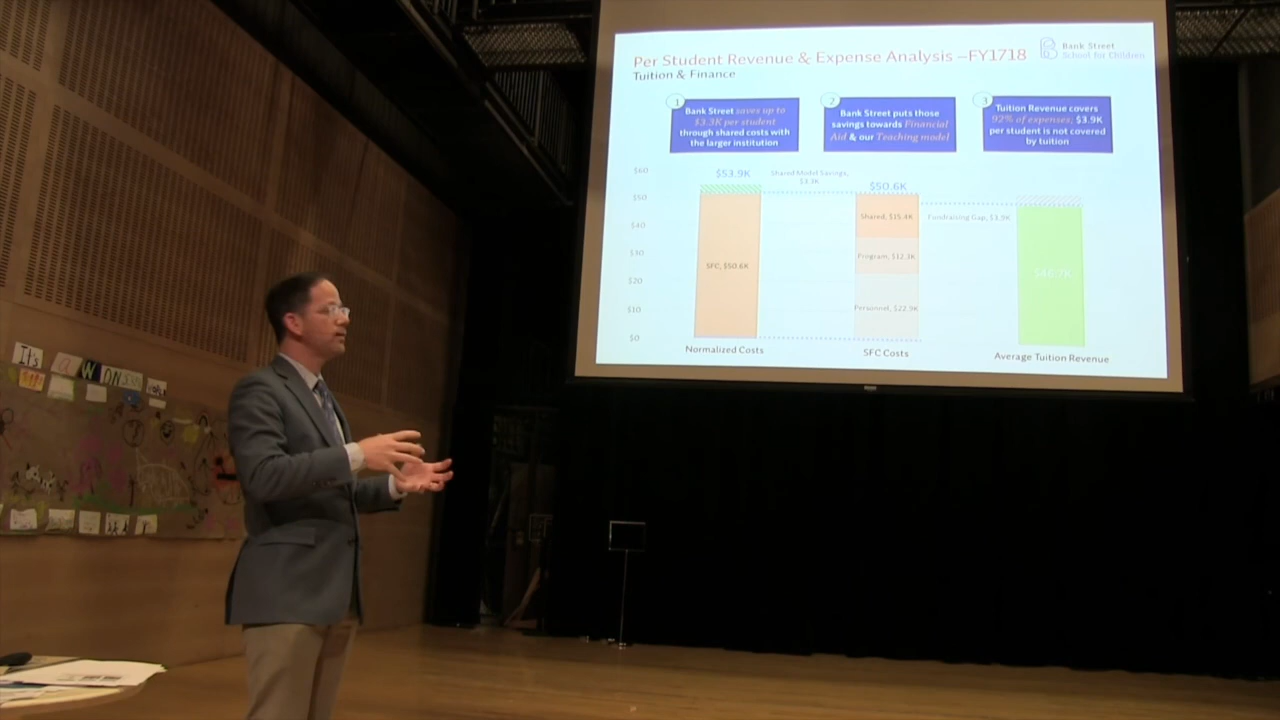 Per Student Revenue & Expense Analysis –FY1718
Tuition & Finance
Bank Street
School for Children
1
Bank Street saves up to
$3.3K per student
through shared costs with
the larger institution
2
Bank Street puts those
savings towards Financial
Aid & our Teaching model
3
Tuition Revenue covers
92% of expenses; $3.9K
per student is not covered
by tuition
$60
$50
$40
$30
$20
$10
$0
$53.9K
Shared Model Savings,
$3.3K
$50.6K
SFC, $50.6K
Shared, $15.4K
Program, $12.3K
Personnel, $22.9K
Fundraising Gap, $3.9K
$46.7K
Normalized Costs
SFC Costs
Average Tuition Revenue
It's
a
W ON